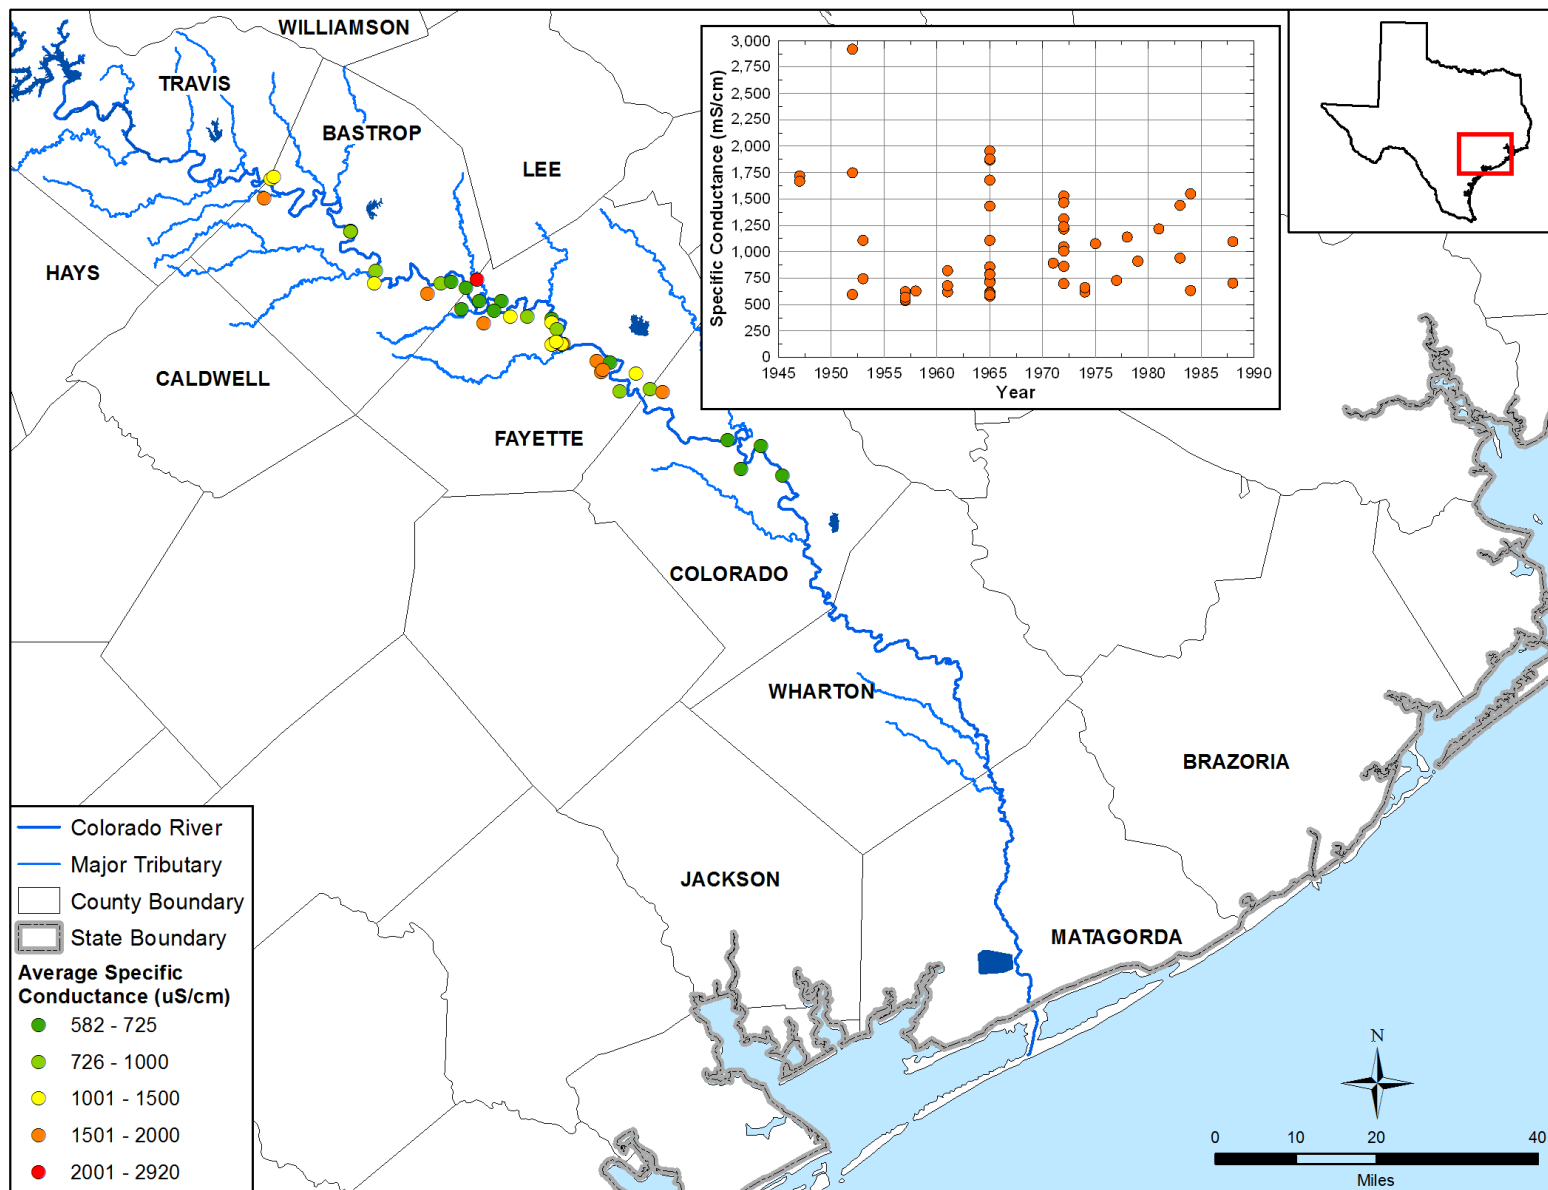 WILLIAMSON
TRAVIS
BASTROP
LEE
HAYS
CALDWELL
FAYETTE
COLORADO
WHARTON
BRAZORIA
JACKSON
MATAGORDA
Specific Conductance (mS/cm)
3,000
2,750
2,500
2,250
2,000
1,750
1,500
1,250
1,000
750
500
250
0
1945 1950 1955 1960 1965 1970 1975 1980 1985 1990
Year
Colorado River
Major Tributary
County Boundary
State Boundary
Average Specific
Conductance (uS/cm)
582 - 725
726 - 1000
1001 - 1500
1501 - 2000
2001 - 2920
N
0 10 20 40
Miles